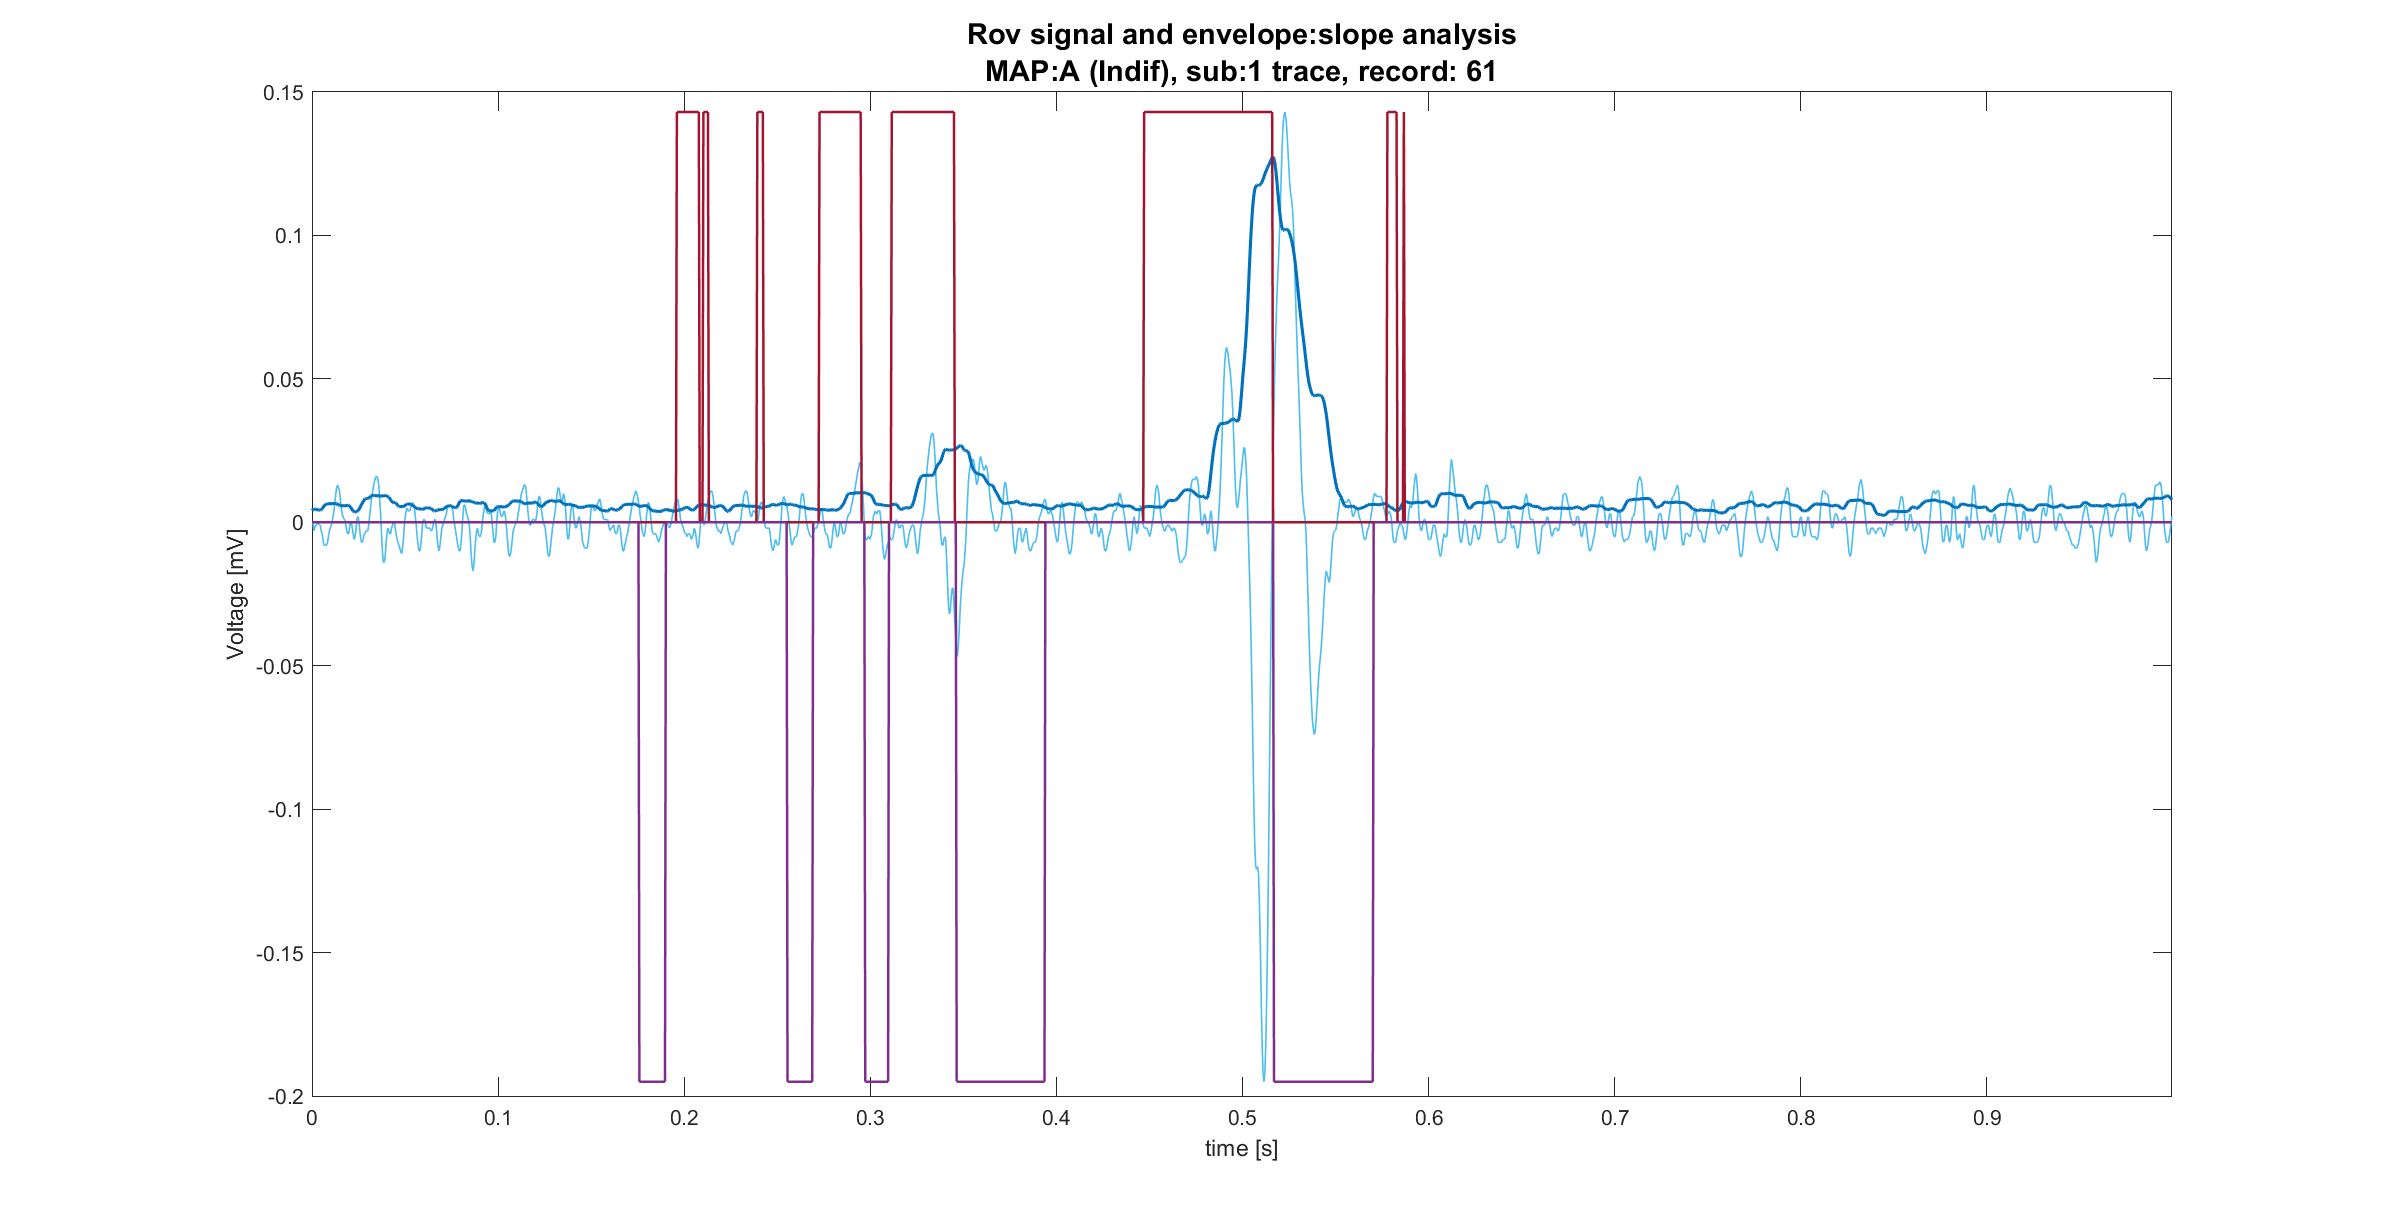 Rov signal and envelope:slope analysis
MAP:A (Indif), sub:1 trace, record: 61
0.15
0.1
0.05
0
-0.05
-0.1
-0.15
-0.2
Voltage [mV]
0 0.1 0.2 0.3 0.4 0.5 0.6 0.7 0.8 0.9
time [s]